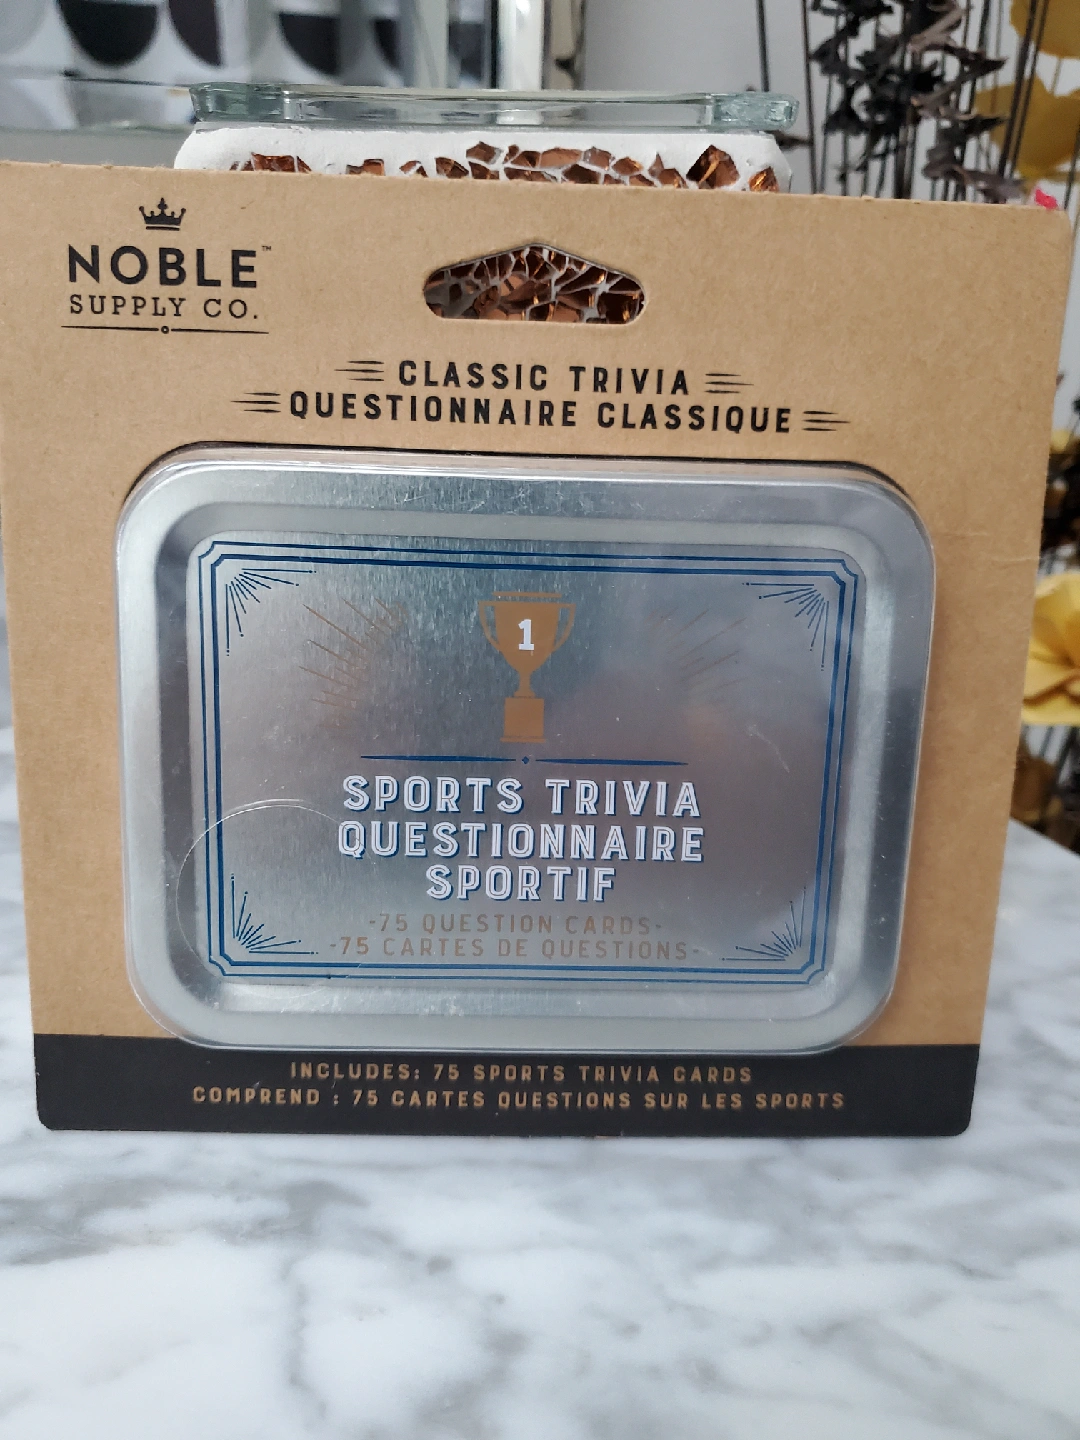 NOBLE™
SUPPLY CO.
CLASSIC TRIVIA
QUESTIONNAIRE CLASSIQUE
1
SPORTS TRIVIA
QUESTIONNAIRE
SPORTIF
-75 QUESTION CARDS-
-75 CARTES DE QUESTIONS-
INCLUDES: 75 SPORTS TRIVIA CARDS
COMPREND : 75 CARTES QUESTIONS SUR LES SPORTS